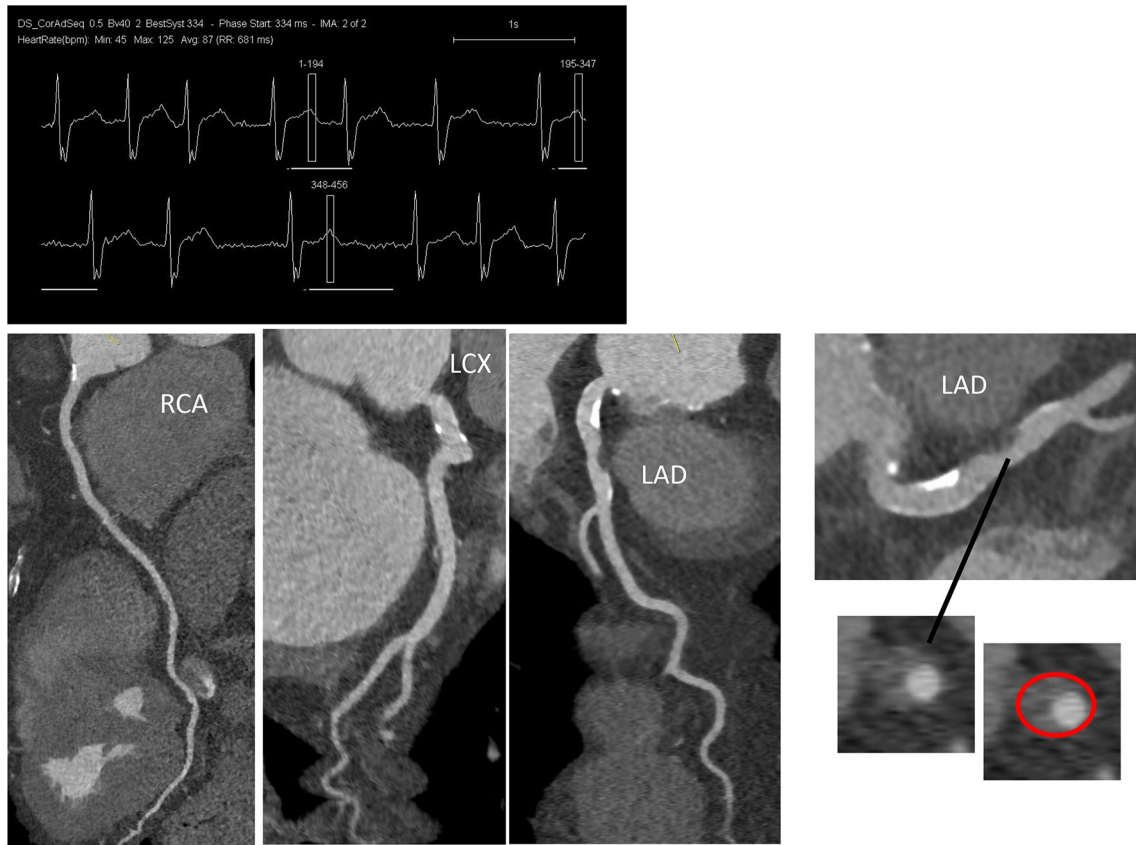 DS_CorAdSeq 0.5 Bv40 2 BestSyst 334 - Phase Start: 334 ms - IMA: 2 of 2
HeartRate(bpm): Min: 45 Max: 125 Avg: 87 (RR: 681 ms)
1s
1-194
195-347
348-456
RCA
LCX
LAD
LAD